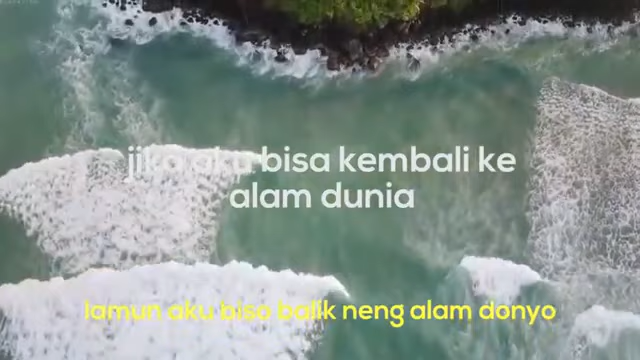 jika aku bisa kembali ke
alam dunia
lamun aku biso balik neng alam donyo